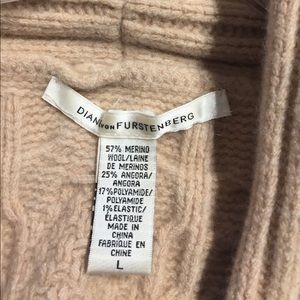 DIANE VON FURSTENBERG
57% MERINO
WOOL/LAINE
DE MERINOS
25% ANGORA/
ANGORA
17% POLYAMIDE/
POLYAMIDE
1% ELASTIC/
ÉLASTIQUE
MADE IN
CHINA
FABRIQUÉ EN
CHINE
L